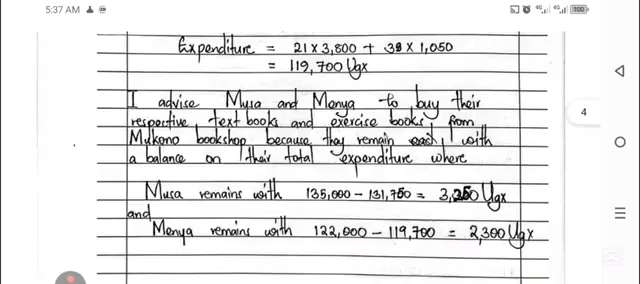 5:37 AM
4G 4G 100
Expenditure = 21 x 3,800 + 38 x 1,050
= 119,700 Ugx
I advise Musa and Menya to buy their
respective, text books and exercise books, from
Mukono bookshop because they remain each, with
a balance on their total expenditure where
Musa remains with 135,000 - 131,750 = 3,250 Ugx
and
Menya remains with 122,000 - 119,700 = 2,300 Ugx
4